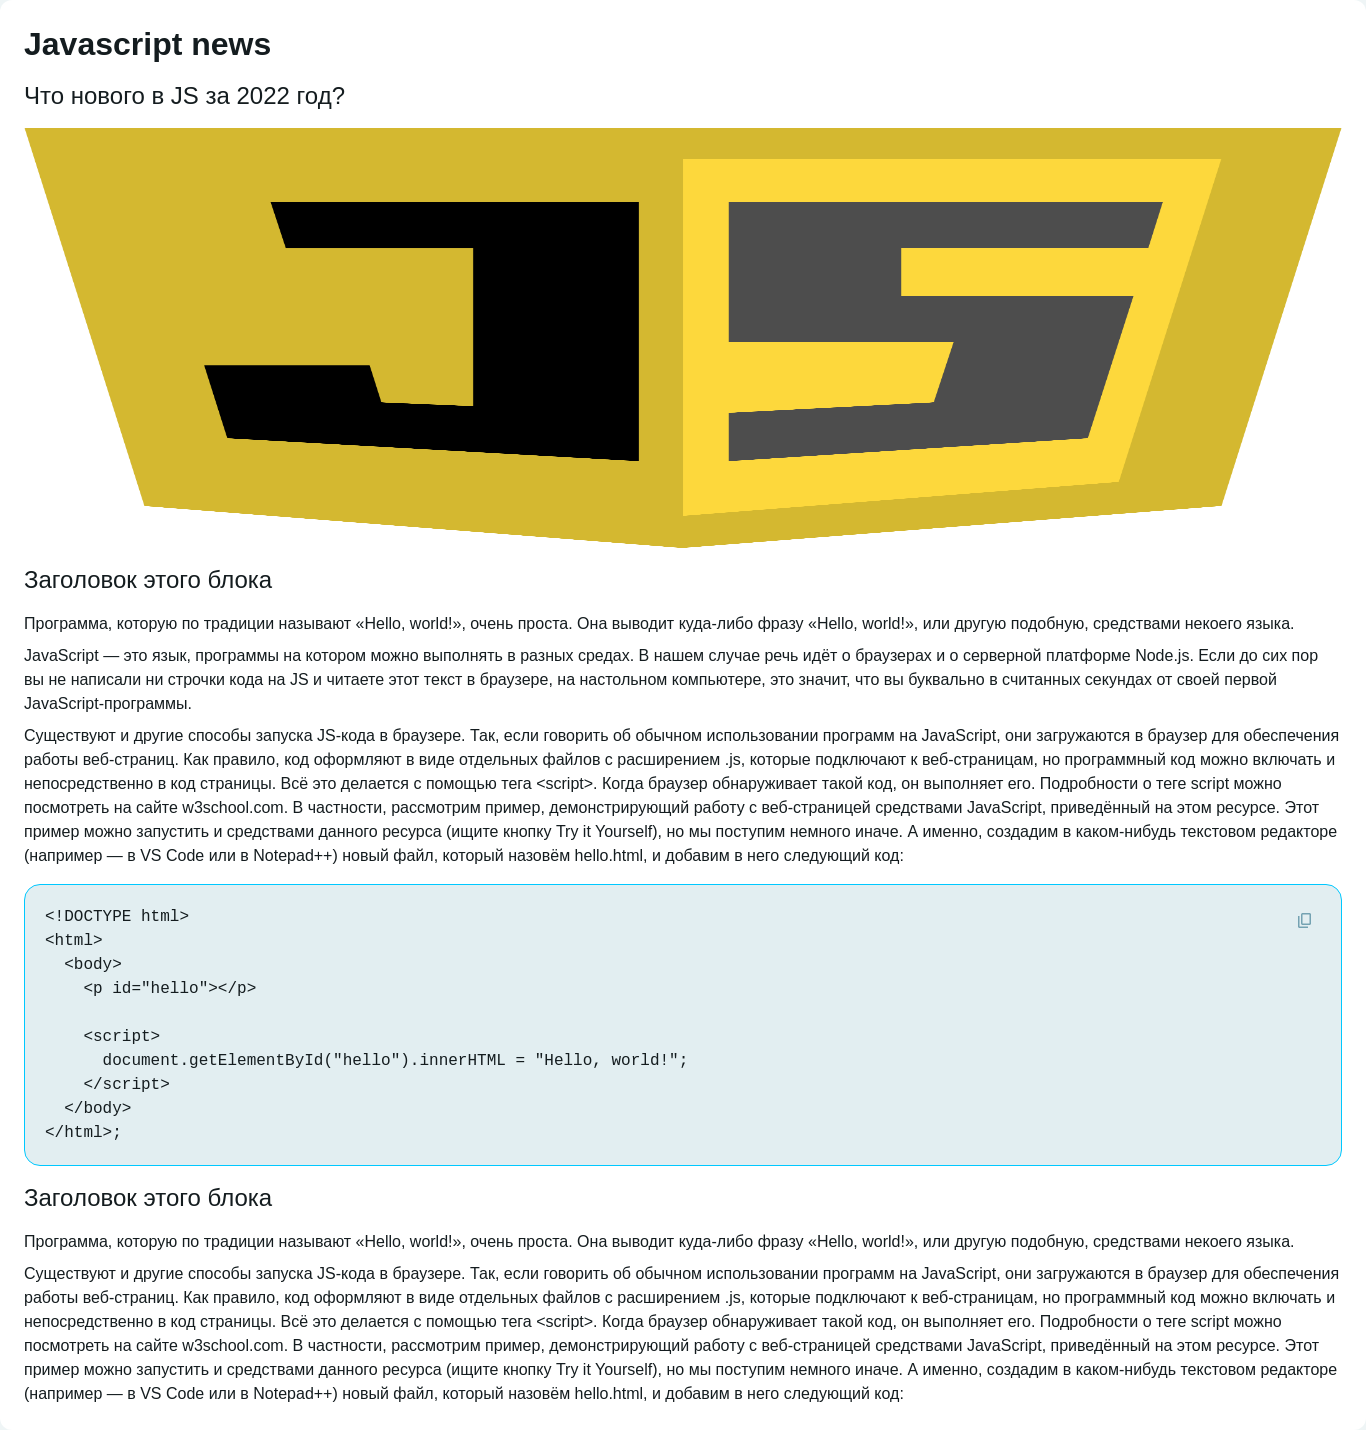 Javascript news
Что нового в JS за 2022 год?
JS
Заголовок этого блока
Программа, которую по традиции называют «Hello, world!», очень проста. Она выводит куда-либо фразу «Hello, world!», или другую подобную, средствами некоего языка.
JavaScript — это язык, программы на котором можно выполнять в разных средах. В нашем случае речь идёт о браузерах и о серверной платформе Node.js. Если до сих пор
вы не написали ни строчки кода на JS и читаете этот текст в браузере, на настольном компьютере, это значит, что вы буквально в считанных секундах от своей первой
JavaScript-программы.
Существуют и другие способы запуска JS-кода в браузере. Так, если говорить об обычном использовании программ на JavaScript, они загружаются в браузер для обеспечения
работы веб-страниц. Как правило, код оформляют в виде отдельных файлов с расширением .js, которые подключают к веб-страницам, но программный код можно включать и
непосредственно в код страницы. Всё это делается с помощью тега <script>. Когда браузер обнаруживает такой код, он выполняет его. Подробности о теге script можно
посмотреть на сайте w3school.com. В частности, рассмотрим пример, демонстрирующий работу с веб-страницей средствами JavaScript, приведённый на этом ресурсе. Этот
пример можно запустить и средствами данного ресурса (ищите кнопку Try it Yourself), но мы поступим немного иначе. А именно, создадим в каком-нибудь текстовом редакторе
(например — в VS Code или в Notepad++) новый файл, который назовём hello.html, и добавим в него следующий код:
<!DOCTYPE html>
<html>
  <body>
    <p id="hello"></p>
    <script>
      document.getElementById("hello").innerHTML = "Hello, world!";
    </script>
  </body>
</html>;
Заголовок этого блока
Программа, которую по традиции называют «Hello, world!», очень проста. Она выводит куда-либо фразу «Hello, world!», или другую подобную, средствами некоего языка.
Существуют и другие способы запуска JS-кода в браузере. Так, если говорить об обычном использовании программ на JavaScript, они загружаются в браузер для обеспечения
работы веб-страниц. Как правило, код оформляют в виде отдельных файлов с расширением .js, которые подключают к веб-страницам, но программный код можно включать и
непосредственно в код страницы. Всё это делается с помощью тега <script>. Когда браузер обнаруживает такой код, он выполняет его. Подробности о теге script можно
посмотреть на сайте w3school.com. В частности, рассмотрим пример, демонстрирующий работу с веб-страницей средствами JavaScript, приведённый на этом ресурсе. Этот
пример можно запустить и средствами данного ресурса (ищите кнопку Try it Yourself), но мы поступим немного иначе. А именно, создадим в каком-нибудь текстовом редакторе
(например — в VS Code или в Notepad++) новый файл, который назовём hello.html, и добавим в него следующий код: